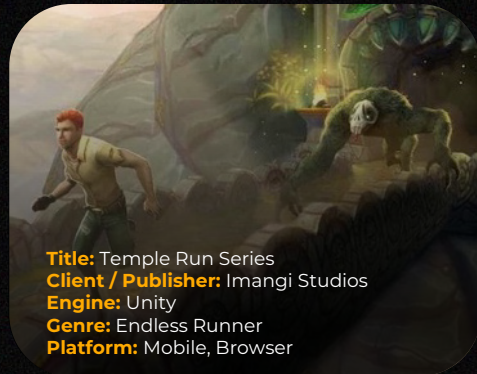 Title: Temple Run Series
Client / Publisher: Imangi Studios
Engine: Unity
Genre: Endless Runner
Platform: Mobile, Browser